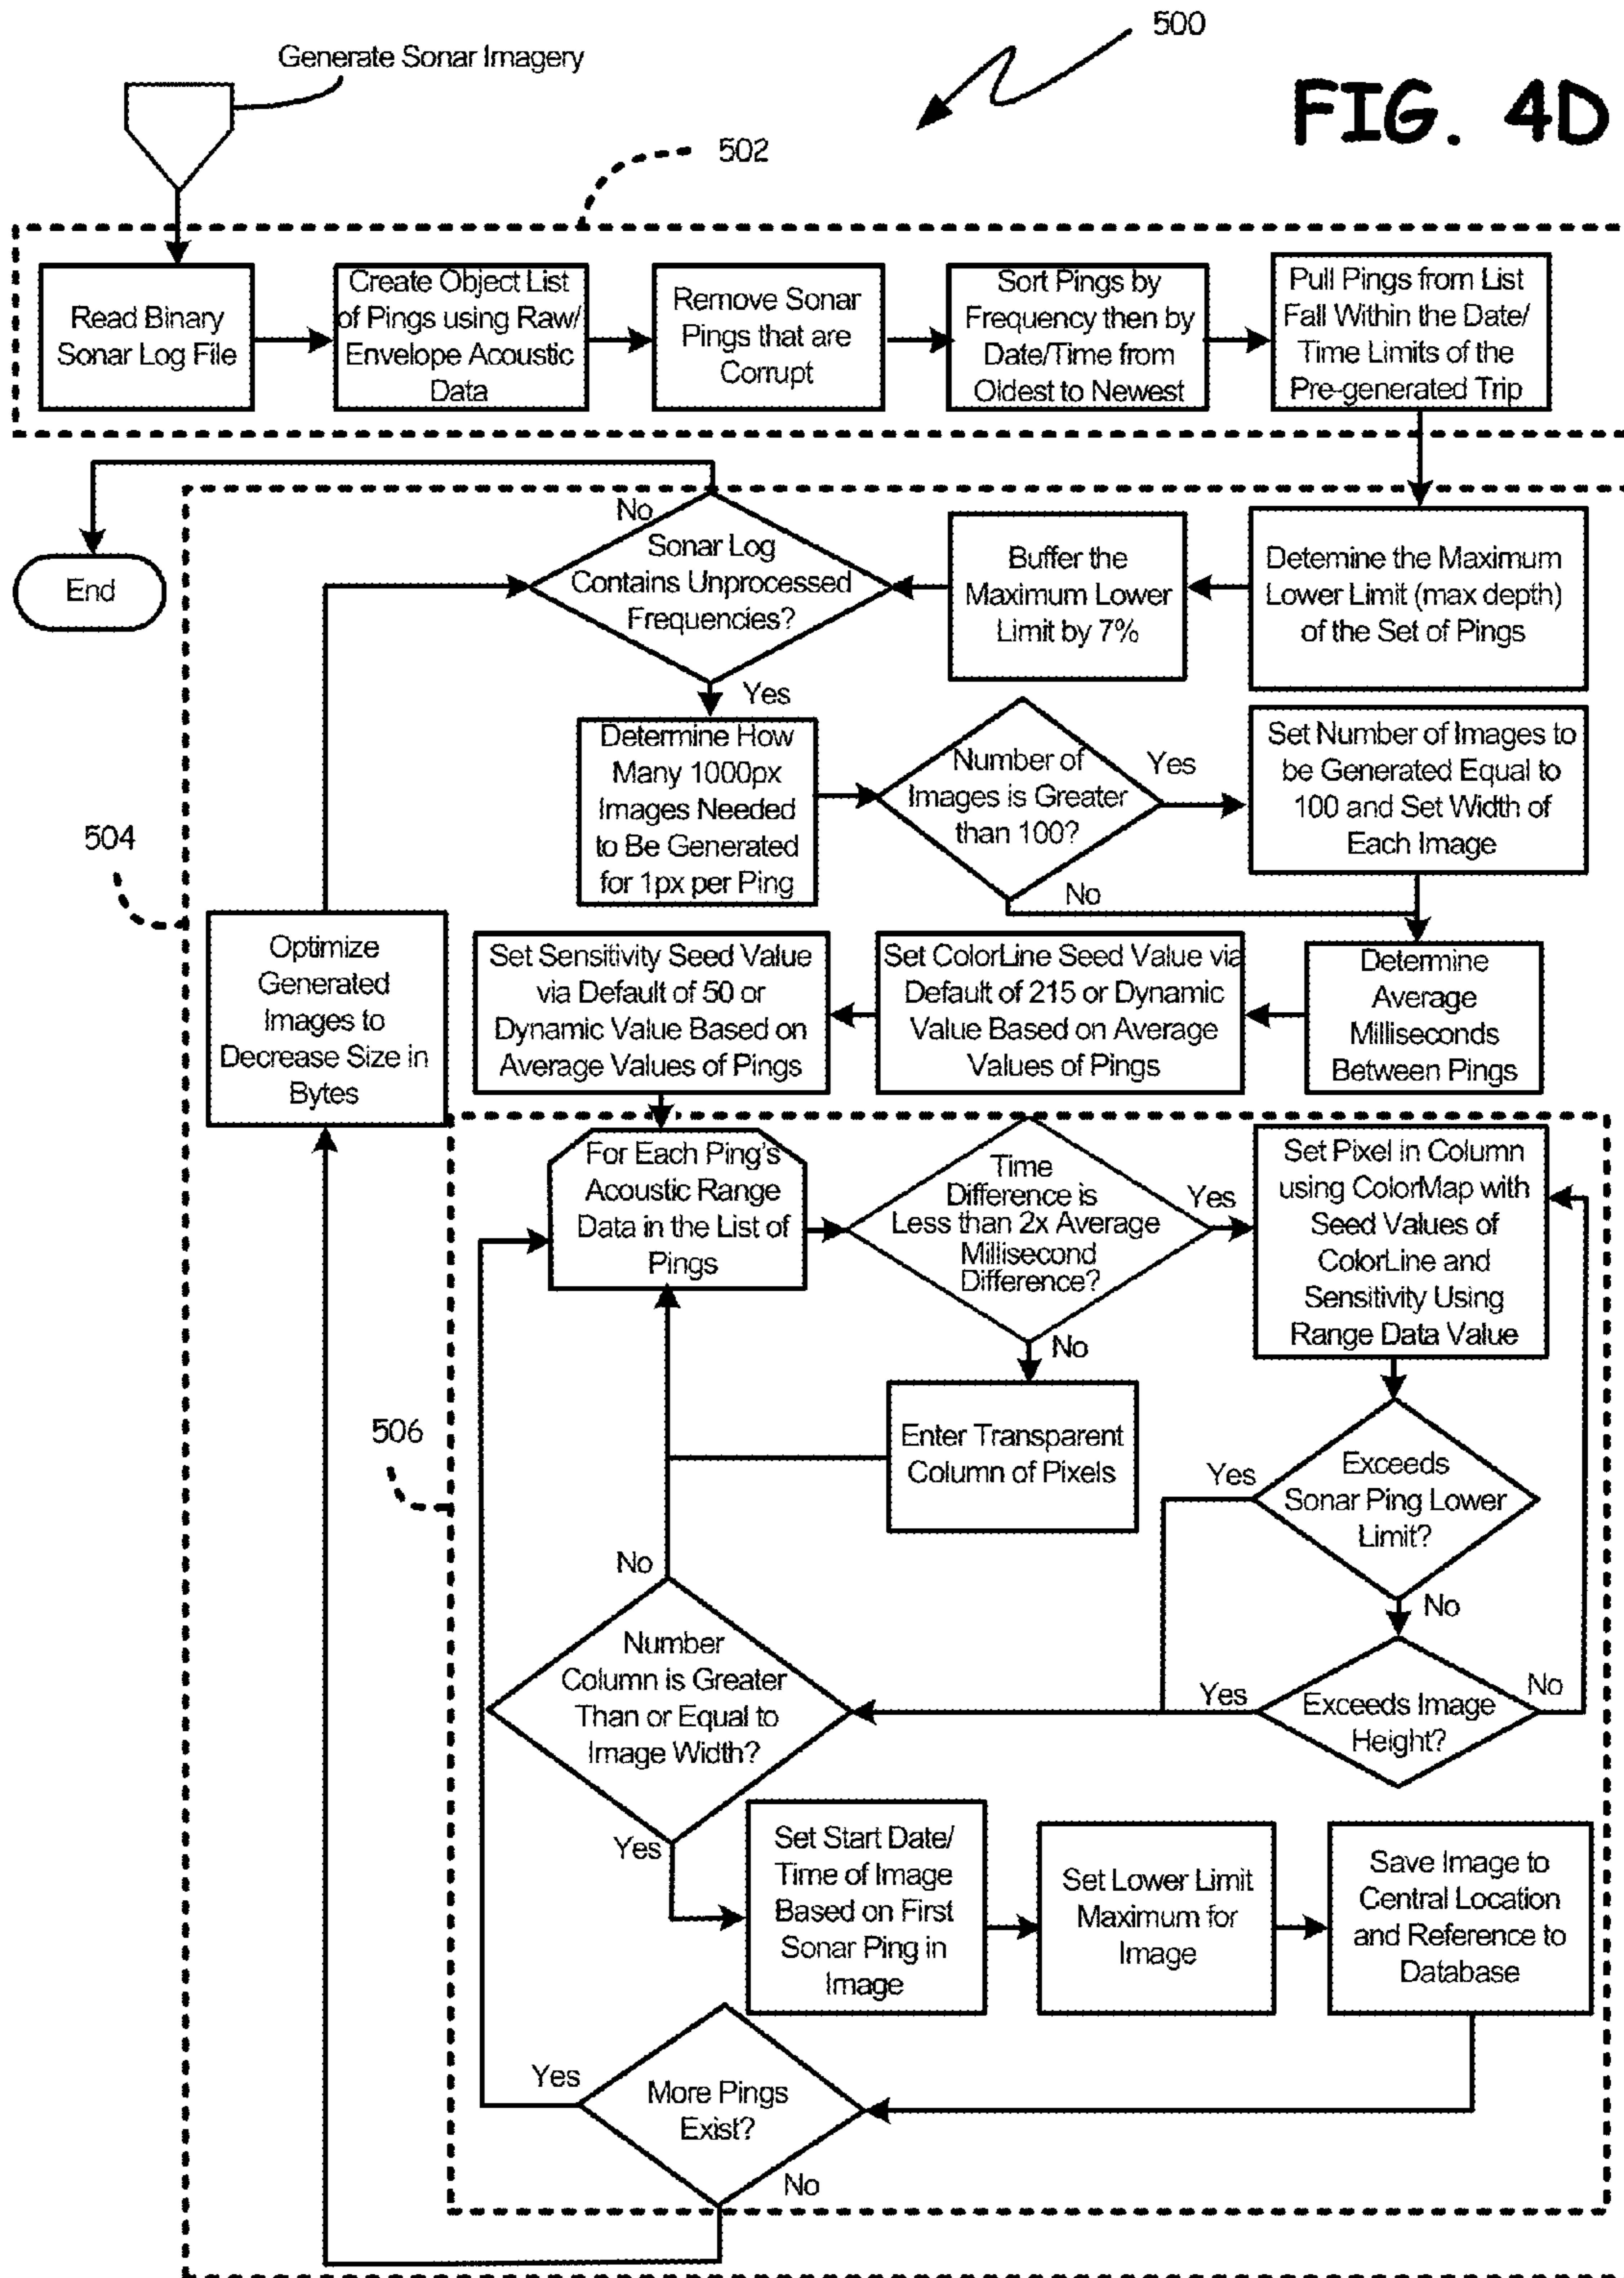 500
Generate Sonar Imagery
FIG. 4D
502
Read Binary
Sonar Log File
Create Object List
of Pings using Raw/
Envelope Acoustic
Data
Remove Sonar
Pings that are
Corrupt
Sort Pings by
Frequency then by
Date/Time from
Oldest to Newest
Pull Pings from List
Fall Within the Date/
Time Limits of the
Pre-generated Trip
End
No
Sonar Log
Contains Unprocessed
Frequencies?
Buffer the
Maximum Lower
Limit by 7%
Detemine the Maximum
Lower Limit (max depth)
of the Set of Pings
Yes
Determine How
Many 1000px
Images Needed
to Be Generated
for 1px per Ping
Number of
Images is Greater
than 100?
Yes
Set Number of Images to
be Generated Equal to
100 and Set Width of
Each Image
No
504
Optimize
Generated
Images to
Decrease Size in
Bytes
Set Sensitivity Seed Value
via Default of 50 or
Dynamic Value Based on
Average Values of Pings
Set ColorLine Seed Value via
Default of 215 or Dynamic
Value Based on Average
Values of Pings
Determine
Average
Milliseconds
Between Pings
For Each Ping's
Acoustic Range
Data in the List of
Pings
Time
Difference is
Less than 2x Average
Millisecond
Difference?
Yes
Set Pixel in Column
using ColorMap with
Seed Values of
ColorLine and
Sensitivity Using
Range Data Value
No
506
Enter Transparent
Column of Pixels
Yes
Exceeds
Sonar Ping Lower
Limit?
No
No
Number
Column is Greater
Than or Equal to
Image Width?
Yes
Exceeds Image
Height?
No
Yes
Set Start Date/
Time of Image
Based on First
Sonar Ping in
Image
Set Lower Limit
Maximum for
Image
Save Image to
Central Location
and Reference to
Database
Yes
More Pings
Exist?
No